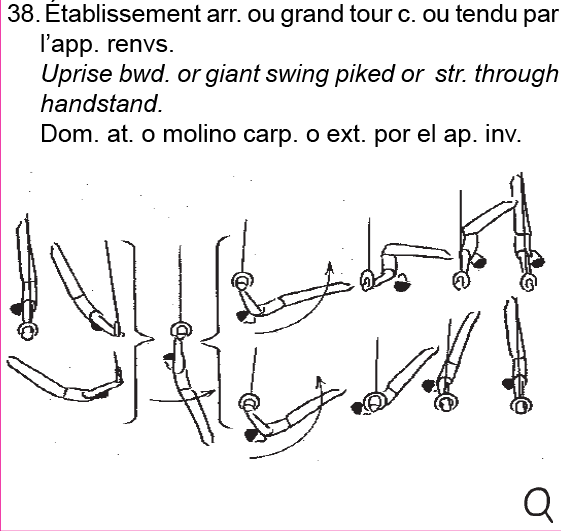 38. Établissement arr. ou grand tour c. ou tendu par
l’app. renvs.
Uprise bwd. or giant swing piked or str. through
handstand.
Dom. at. o molino carp. o ext. por el ap. inv.
Q